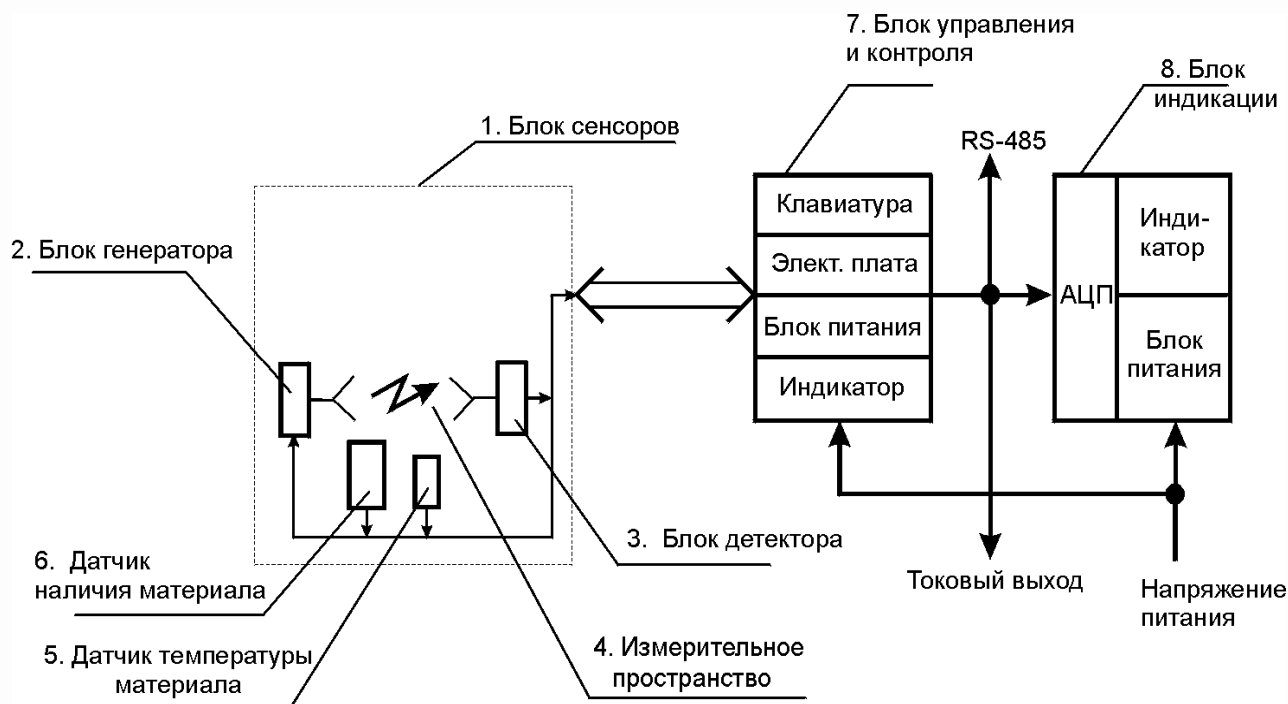 7. Блок управления
и контроля
8. Блок
индикации
1. Блок сенсоров
RS-485
2. Блок генератора
Клавиатура
Элект. плата
Блок питания
Индикатор
АЦП
Инди-
катор
Блок
питания
6. Датчик
наличия материала
3. Блок детектора
Токовый выход
Напряжение
питания
5. Датчик температуры
материала
4. Измерительное
пространство